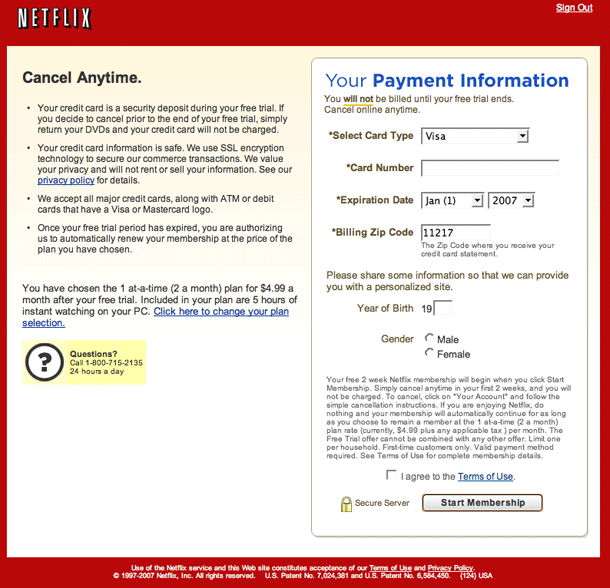 NETFLIX
Sign Out
Cancel Anytime.
Your credit card is a security deposit during your free trial. If
you decide to cancel prior to the end of your free trial, simply
return your DVDs and your credit card will not be charged.
Your credit card information is safe. We use SSL encryption
technology to secure our commerce transactions. We value
your privacy and will not rent or sell your information. See our
privacy policy for details.
We accept all major credit cards, along with ATM or debit
cards that have a Visa or Mastercard logo.
Once your free trial period has expired, you are authorizing
us to automatically renew your membership at the price of the
plan you have chosen.
You have chosen the 1 at-a-time (2 a month) plan for $4.99 a
month after your free trial. Included in your plan are 5 hours of
instant watching on your PC. Click here to change your plan
selection.
?
Questions?
Call 1-800-715-2135
24 hours a day
Your Payment Information
You will not be billed until your free trial ends.
Cancel online anytime.
*Select Card Type Visa
*Card Number
*Expiration Date Jan (1) 2007
*Billing Zip Code 11217
The Zip Code where you receive your
credit card statement.
Please share some information so that we can provide
you with a personalized site.
Year of Birth 19
Gender Male
Female
Your free 2 week Netflix membership will begin when you click Start
Membership. Simply cancel anytime in your first 2 weeks, and you will
not be charged. To cancel, click on "Your Account" and follow the
simple cancellation instructions. If you are enjoying Netflix, do
nothing and your membership will automatically continue for as long
as you choose to remain a member at the 1 at-a-time (2 a month)
plan rate (currently, $4.99 plus any applicable tax ) per month. The
Free Trial offer cannot be combined with any other offer. Limit one
per household. First-time customers only. Valid payment method
required. See Terms of Use for complete membership details.
I agree to the Terms of Use.
Secure Server Start Membership
Use of the Netflix service and this Web site constitutes acceptance of our Terms of Use and Privacy Policy.
© 1997-2007 Netflix, Inc. All rights reserved. U.S. Patent No. 7,024,381 and U.S. Patent No. 6,584,450. (124) USA